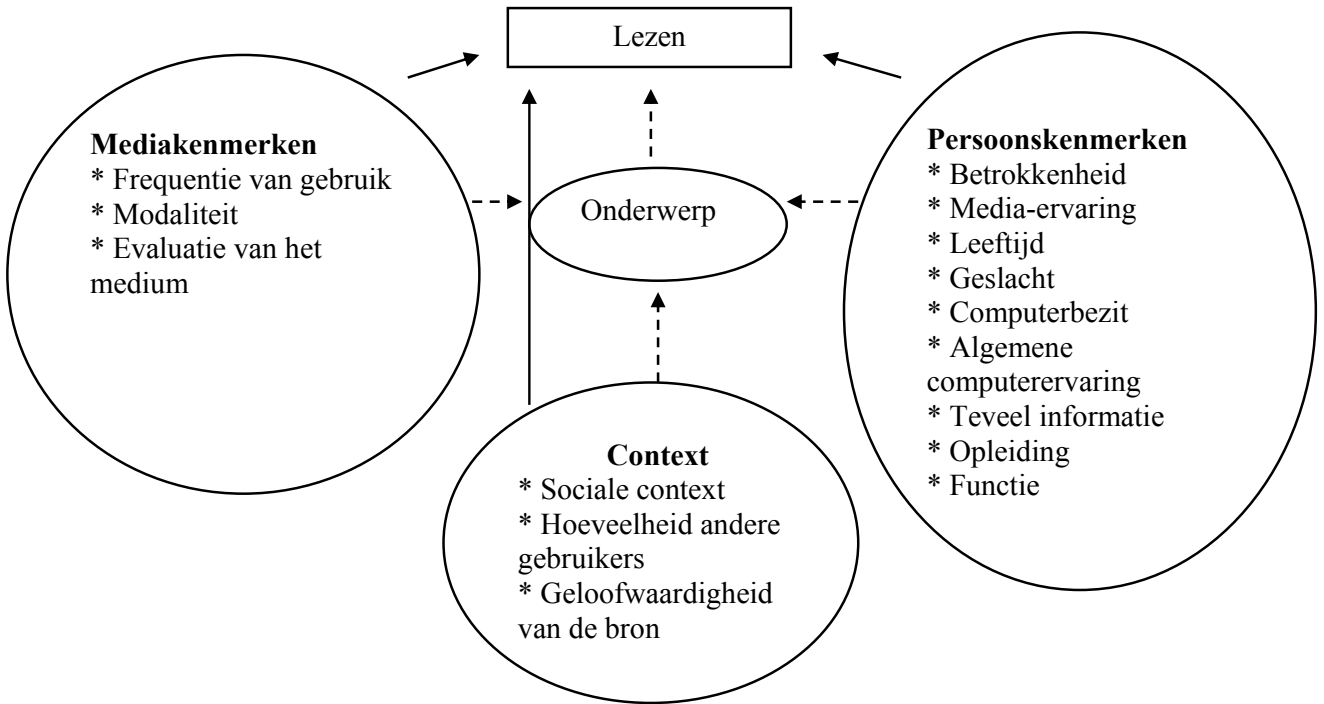 Lezen
Mediakenmerken
* Frequentie van gebruik
* Modaliteit
* Evaluatie van het
medium
Onderwerp
Persoonskenmerken
* Betrokkenheid
* Media-ervaring
* Leeftijd
* Geslacht
* Computerbezit
* Algemene
computerervaring
* Teveel informatie
* Opleiding
* Functie
Context
* Sociale context
* Hoeveelheid andere
gebruikers
* Geloofwaardigheid
van de bron